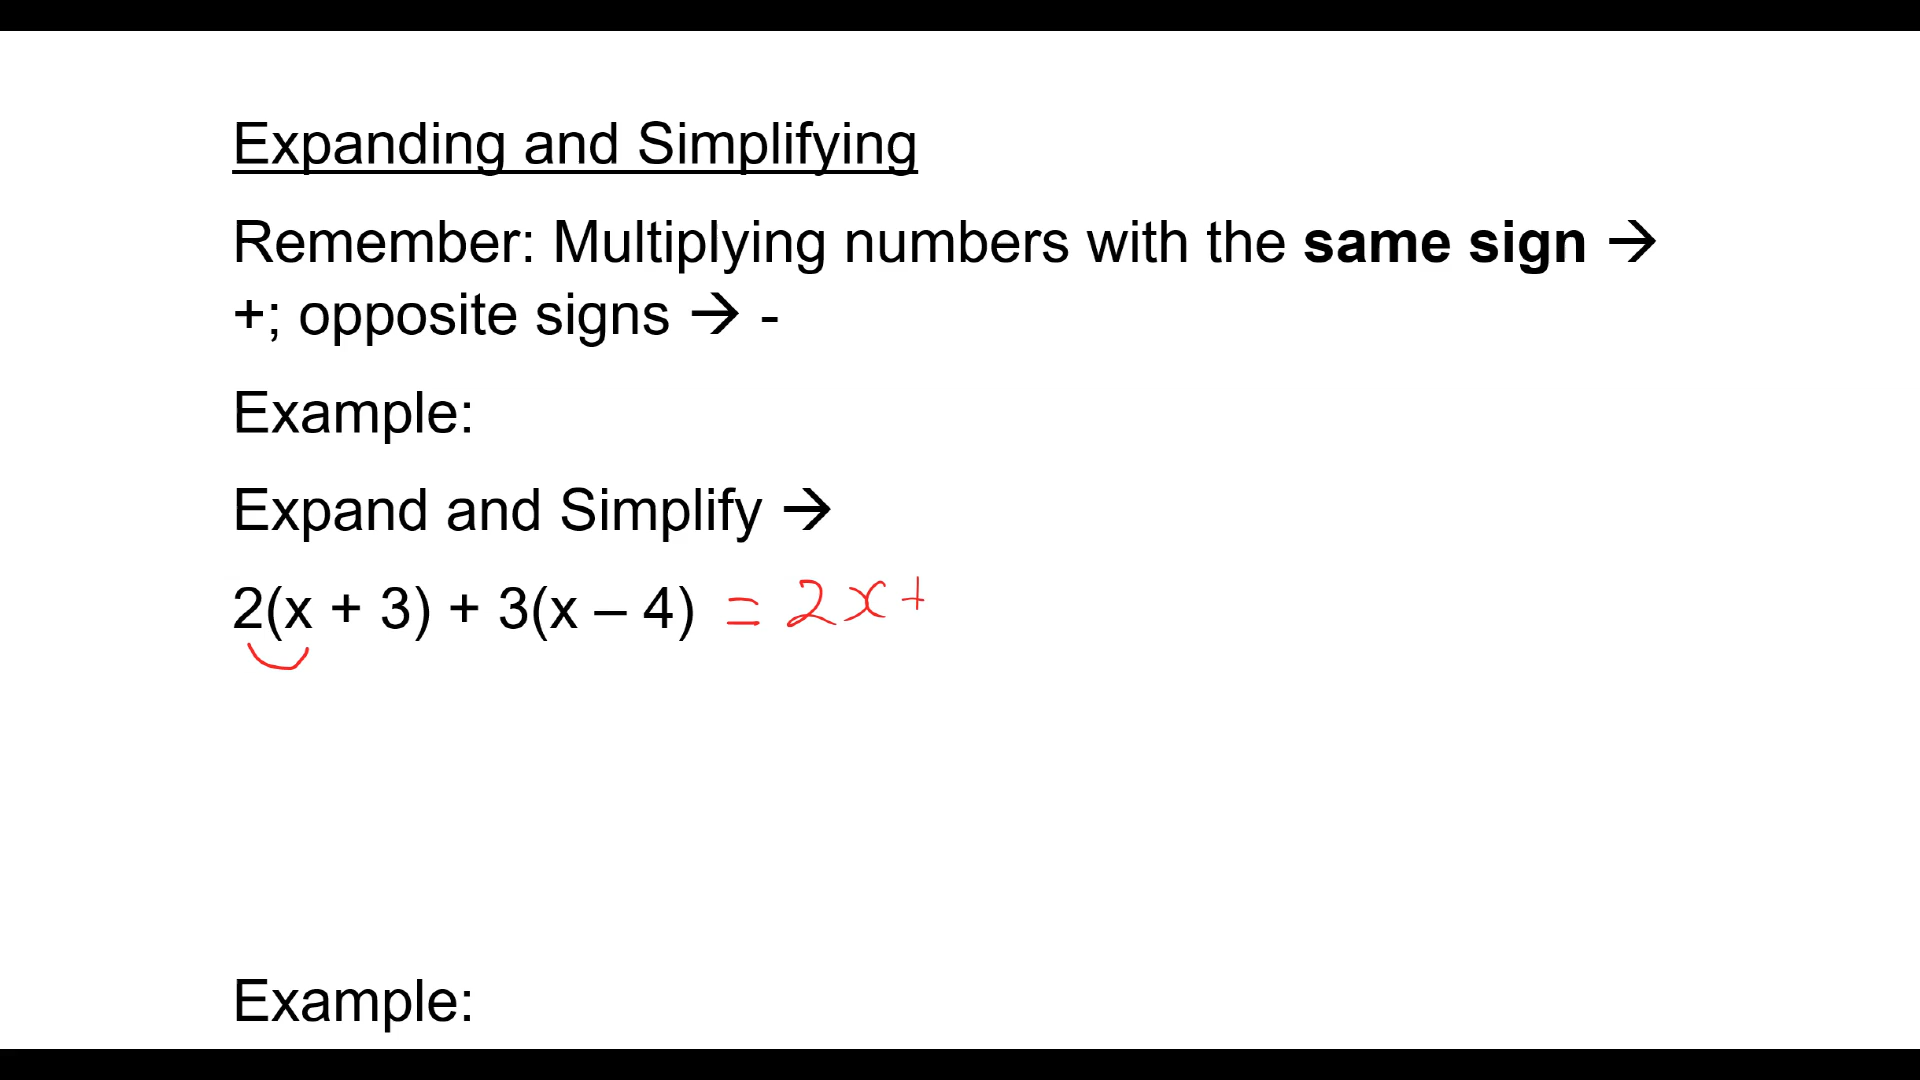 Expanding and Simplifying
Remember: Multiplying numbers with the same sign →
+; opposite signs → -
Example:
Expand and Simplify →
2(x + 3) + 3(x – 4) = 2x+
Example: